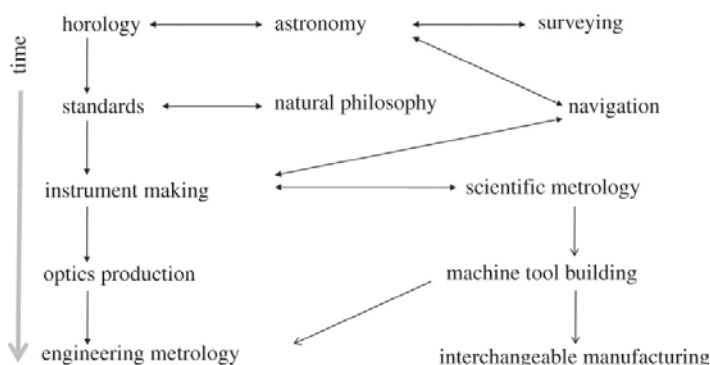 horology astronomy surveying
time
standards natural philosophy navigation
instrument making scientific metrology
optics production machine tool building
engineering metrology interchangeable manufacturing